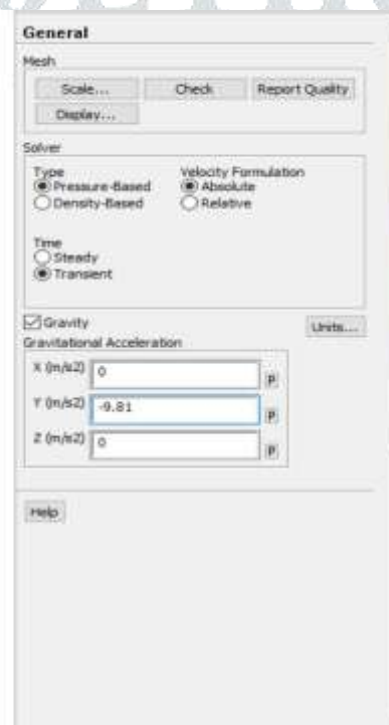 General
Mesh
Scale... Check Report Quality
Display...
Solver
Type Velocity Formulation
Pressure-Based Absolute
Density-Based Relative
Time
Steady
Transient
Gravity Units...
Gravitational Acceleration
X (m/s2) 0 P
Y (m/s2) -9.81 P
Z (m/s2) 0 P
Help